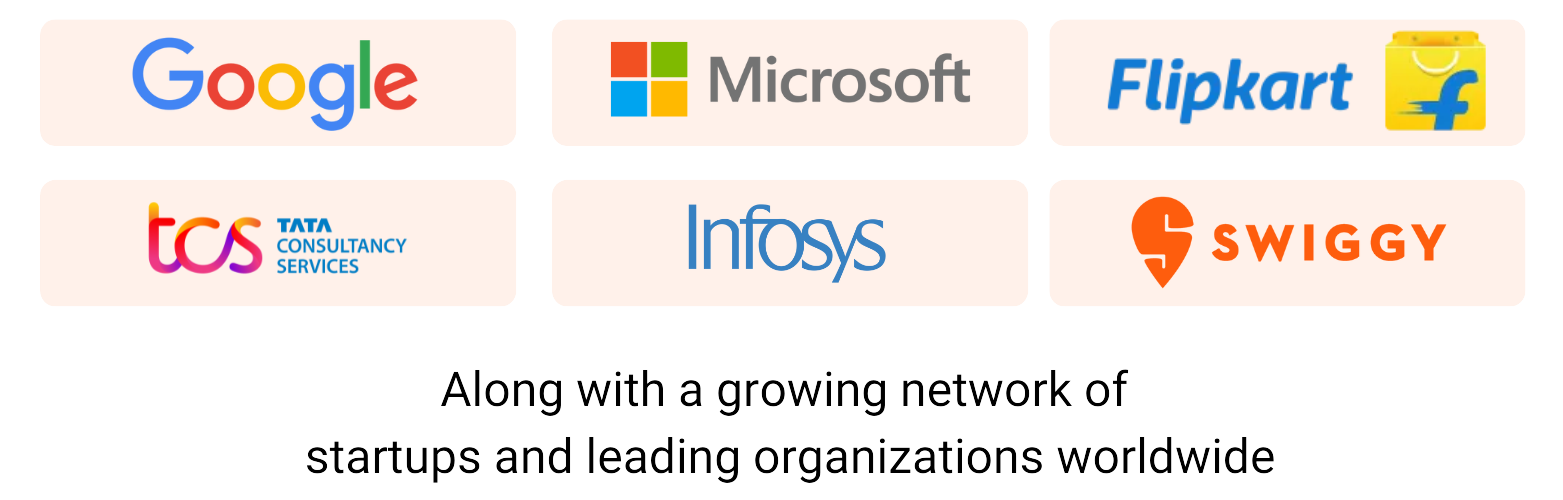 Google
Microsoft
Flipkart
f
tcs
TATA
CONSULTANCY
SERVICES
Infosys
SWIGGY
Along with a growing network of
startups and leading organizations worldwide